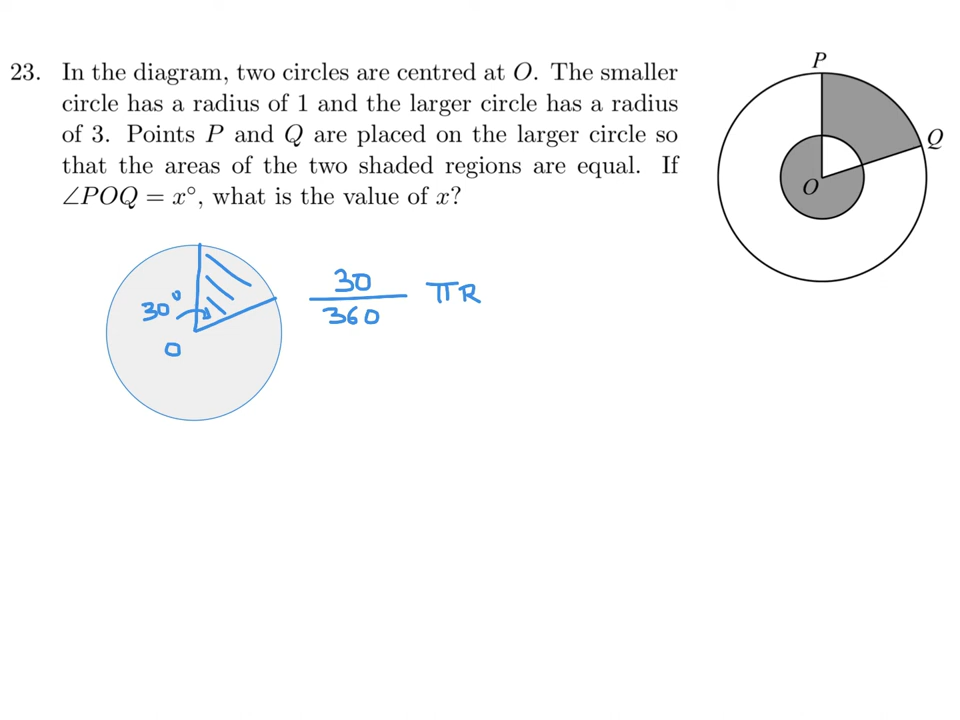 23. In the diagram, two circles are centred at O. The smaller
circle has a radius of 1 and the larger circle has a radius
of 3. Points P and Q are placed on the larger circle so
that the areas of the two shaded regions are equal. If
∠POQ = x°, what is the value of x?
P
Q
O
30°
O
30
360
πR